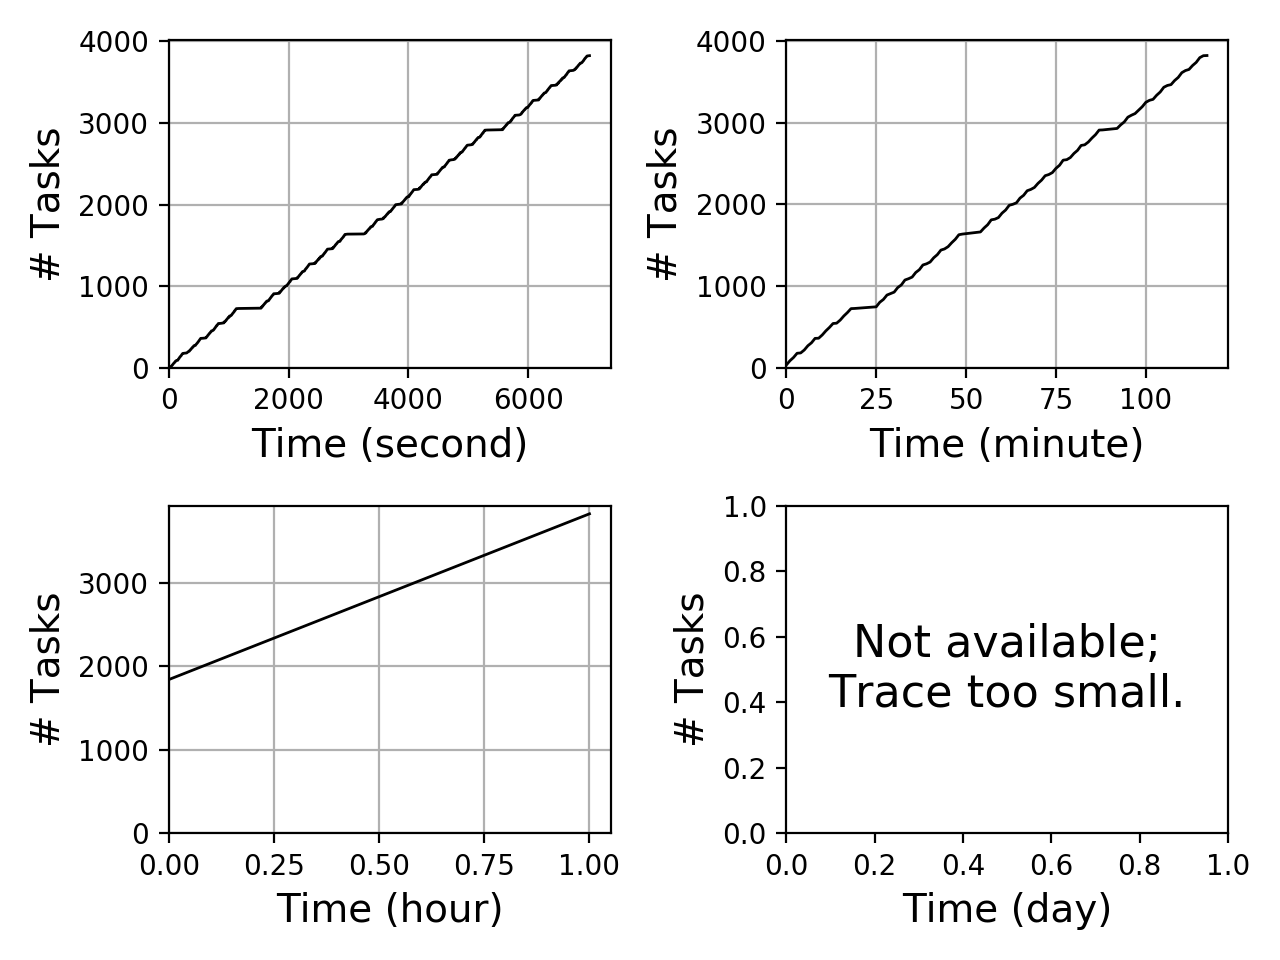 4000
3000
2000
1000
0
# Tasks
0 2000 4000 6000
Time (second)
4000
3000
2000
1000
0
# Tasks
0 25 50 75 100
Time (minute)
3000
2000
1000
0
# Tasks
0.00 0.25 0.50 0.75 1.00
Time (hour)
1.0
0.8
0.6
0.4
0.2
0.0
# Tasks
Not available;
Trace too small.
0.0 0.2 0.4 0.6 0.8 1.0
Time (day)